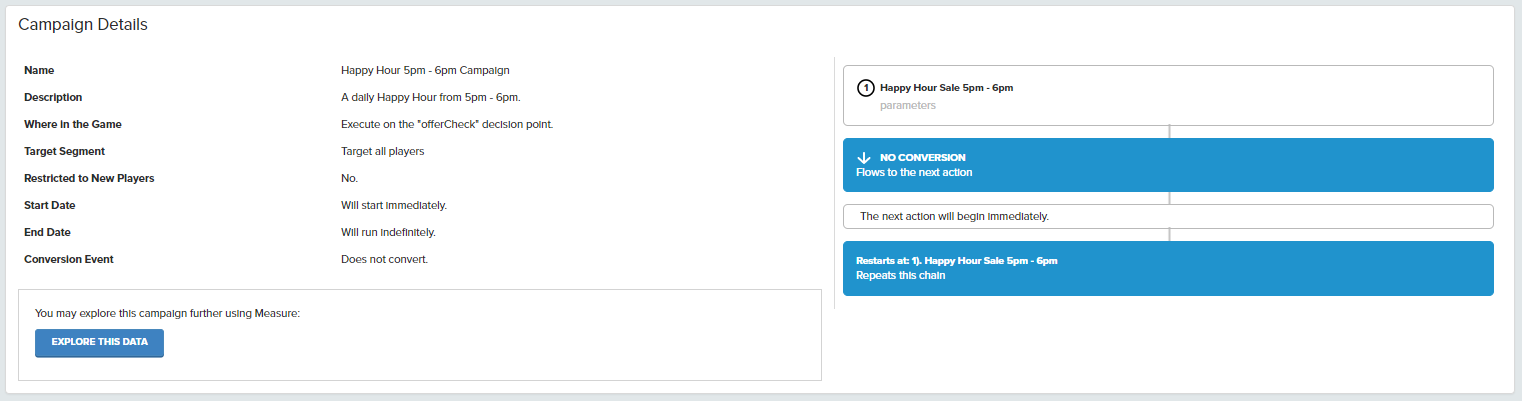 Campaign Details
Name Happy Hour 5pm - 6pm Campaign
Description A daily Happy Hour from 5pm - 6pm.
Where in the Game Execute on the "offerCheck" decision point.
Target Segment Target all players
Restricted to New Players No.
Start Date Will start immediately.
End Date Will run indefinitely.
Conversion Event Does not convert.
You may explore this campaign further using Measure:
EXPLORE THIS DATA
1 Happy Hour Sale 5pm - 6pm
parameters
NO CONVERSION
Flows to the next action
The next action will begin immediately.
Restarts at: 1). Happy Hour Sale 5pm - 6pm
Repeats this chain